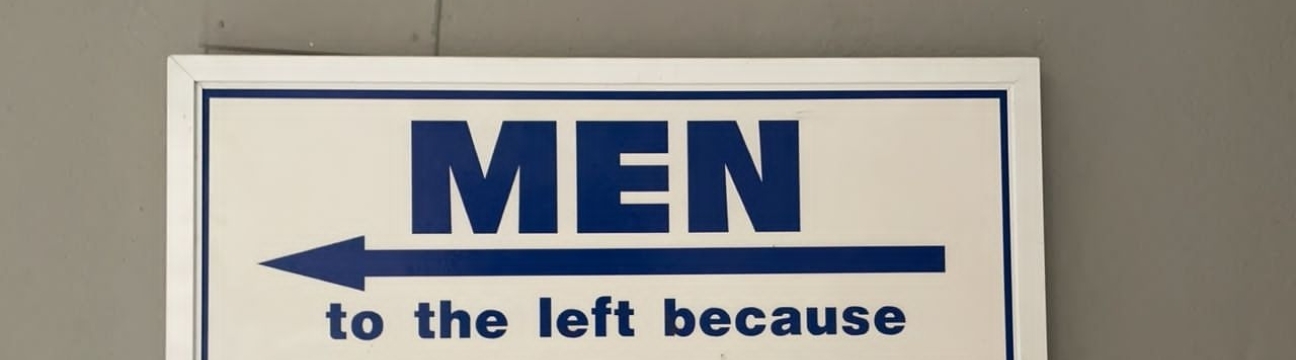 MEN
to the left because